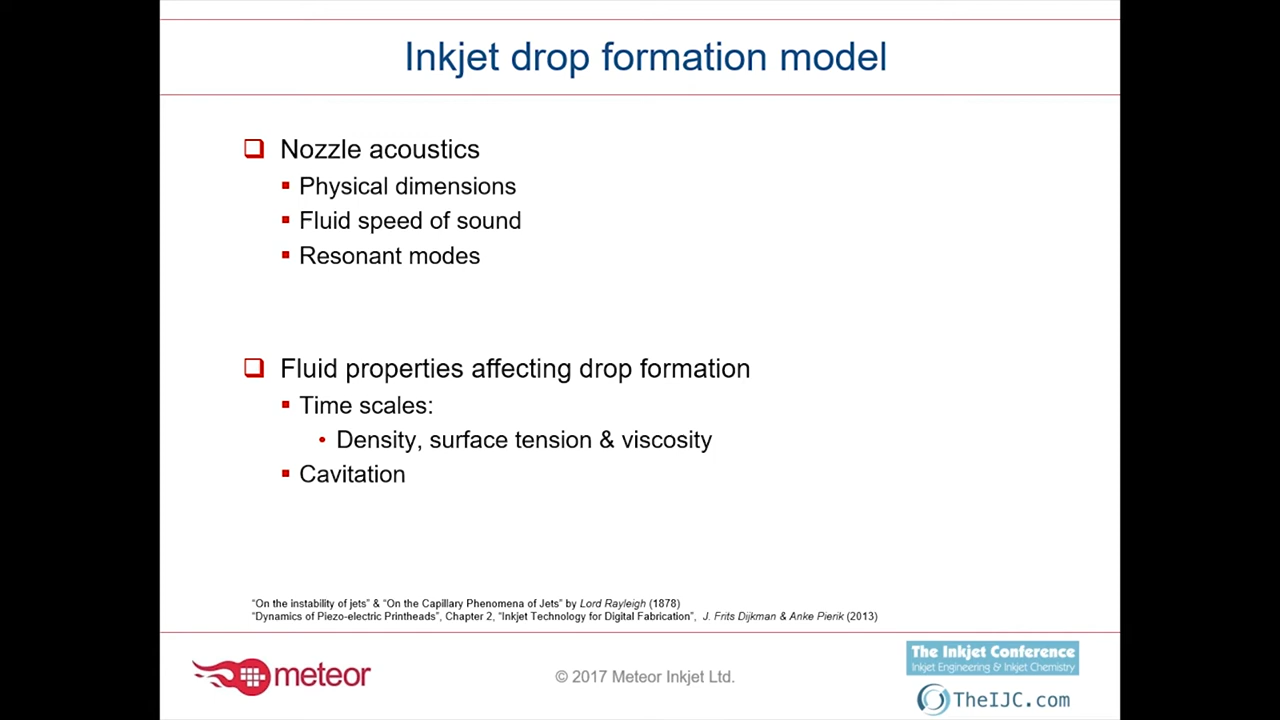 Inkjet drop formation model
Nozzle acoustics
Physical dimensions
Fluid speed of sound
Resonant modes
Fluid properties affecting drop formation
Time scales:
Density, surface tension & viscosity
Cavitation
"On the instability of jets" & "On the Capillary Phenomena of Jets" by Lord Rayleigh (1878)
"Dynamics of Piezo-electric Printheads", Chapter 2, "Inkjet Technology for Digital Fabrication", J. Frits Dijkman & Anke Pierik (2013)
meteor
© 2017 Meteor Inkjet Ltd.
The Inkjet Conference
Inkjet Engineering & Inkjet Chemistry
TheIJC.com